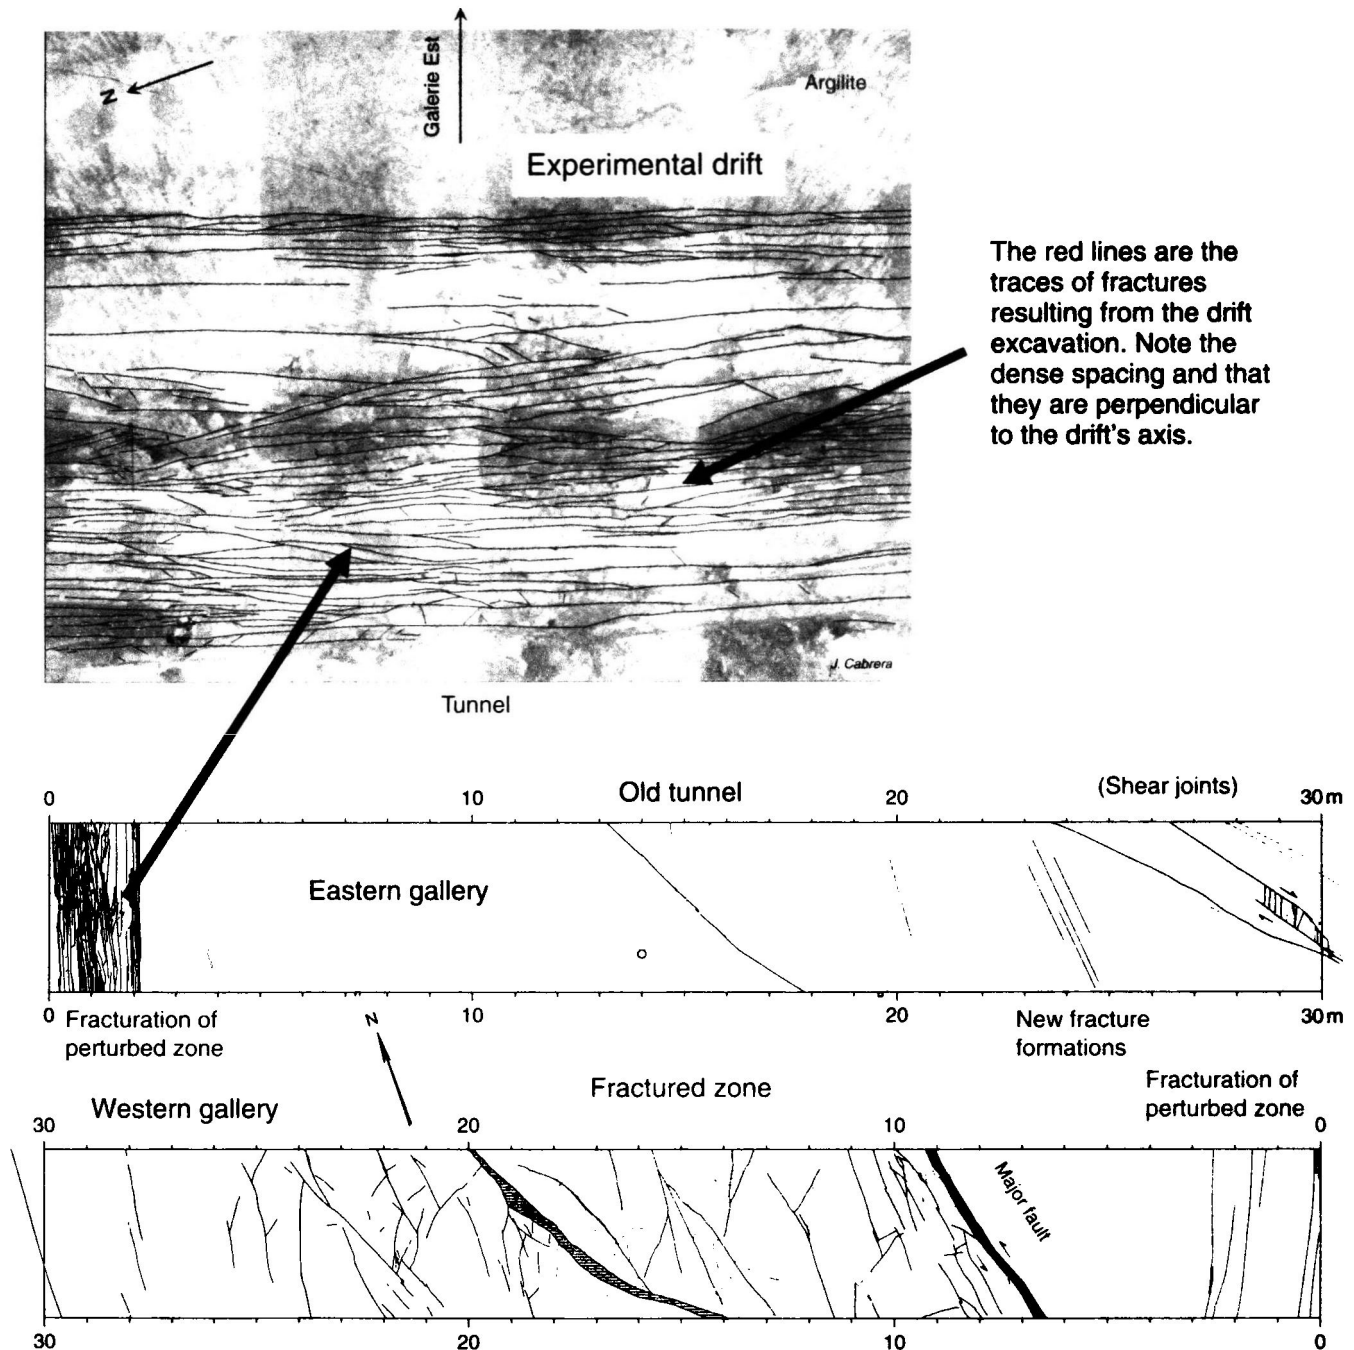 Galerie Est
N
Argilite
Experimental drift
The red lines are the
traces of fractures
resulting from the drift
excavation. Note the
dense spacing and that
they are perpendicular
to the drift's axis.
J. Cabrera
Tunnel
0 10 Old tunnel 20 (Shear joints) 30 m
Eastern gallery
0 10 20 30 m
Fracturation of
perturbed zone
N
New fracture
formations
Fractured zone
Fracturation of
perturbed zone
Western gallery
30 20 10 0
Major fault
30 20 10 0